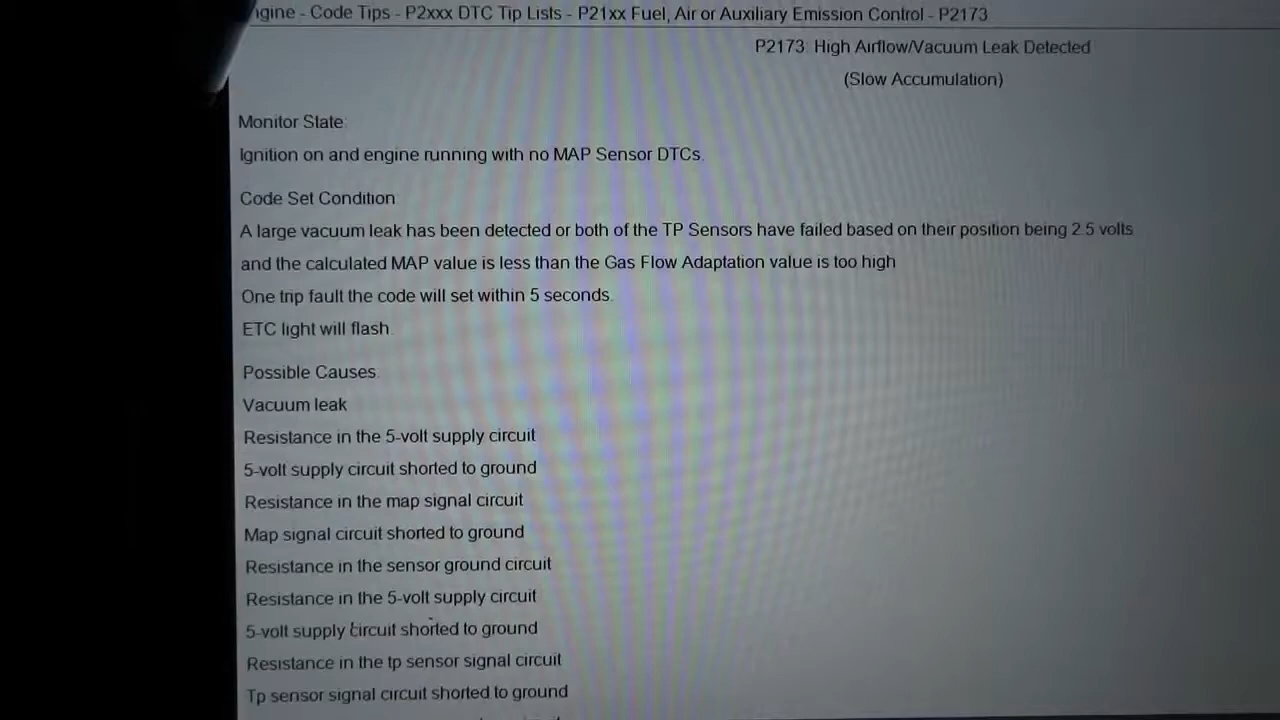 gine - Code Tips - P2xxx DTC Tip Lists - P21xx Fuel, Air or Auxiliary Emission Control - P2173
P2173: High Airflow/Vacuum Leak Detected
(Slow Accumulation)
Monitor State:
Ignition on and engine running with no MAP Sensor DTCs.
Code Set Condition:
A large vacuum leak has been detected or both of the TP Sensors have failed based on their position being 2.5 volts
and the calculated MAP value is less than the Gas Flow Adaptation value is too high
One trip fault the code will set within 5 seconds.
ETC light will flash.
Possible Causes:
Vacuum leak
Resistance in the 5-volt supply circuit
5-volt supply circuit shorted to ground
Resistance in the map signal circuit
Map signal circuit shorted to ground
Resistance in the sensor ground circuit
Resistance in the 5-volt supply circuit
5-volt supply circuit shorted to ground
Resistance in the tp sensor signal circuit
Tp sensor signal circuit shorted to ground